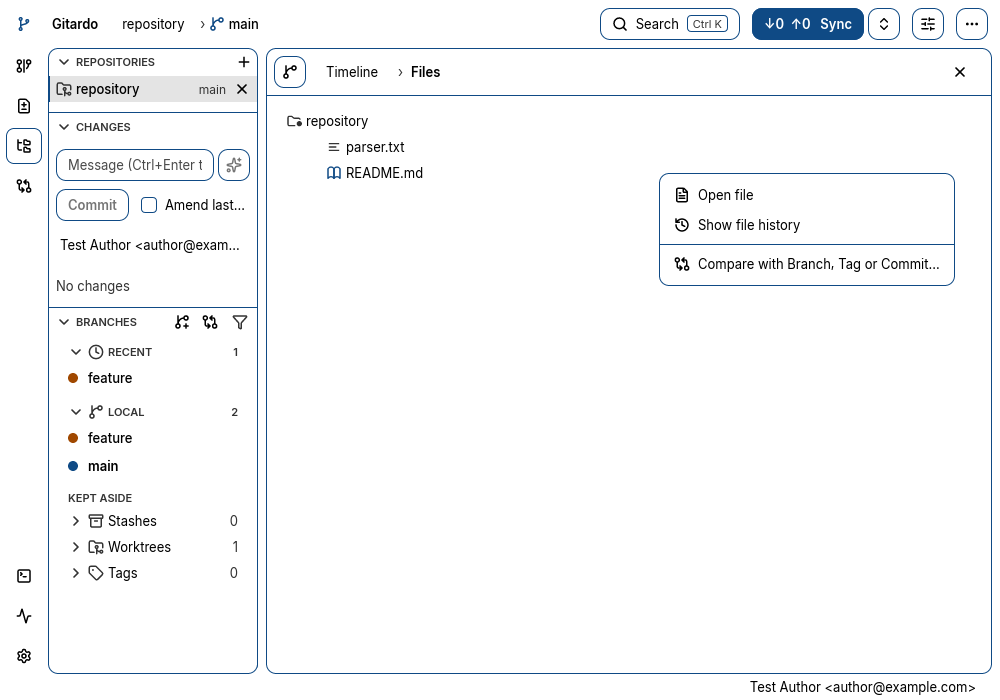 Gitardo repository › main Search Ctrl K ↓0 ↑0 Sync
REPOSITORIES
repository main
CHANGES
Message (Ctrl+Enter t
Commit Amend last...
Test Author <author@exam...
No changes
BRANCHES
RECENT 1
feature
LOCAL 2
feature
main
KEPT ASIDE
Stashes 0
Worktrees 1
Tags 0
Timeline › Files
repository
parser.txt
README.md
Open file
Show file history
Compare with Branch, Tag or Commit...
Test Author <author@example.com>